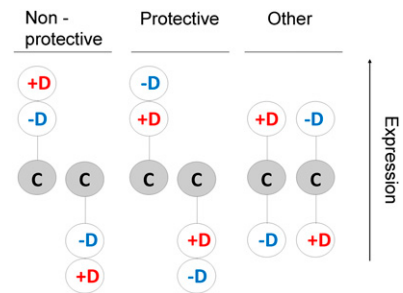 Non -
protective
Protective
Other
+D
-D
-D
+D
+D
-D
C
C
C
C
C
C
-D
+D
+D
-D
-D
+D
Expression